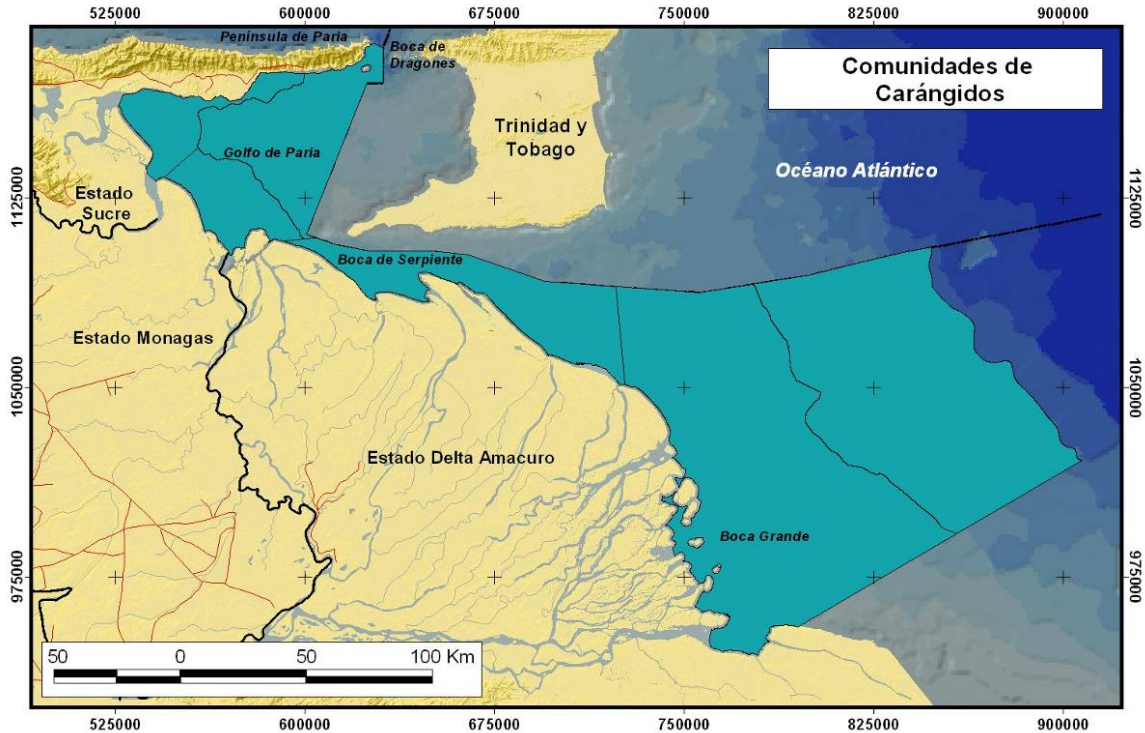 525000 600000 675000 750000 825000 900000
Península de Paria
Boca de
Dragones
Comunidades de
Carángidos
Trinidad y
Tobago
Golfo de Paria
Océano Atlántico
Estado
Sucre
1125000
1125000
Boca de Serpiente
Estado Monagas
1050000
1050000
Estado Delta Amacuro
Boca Grande
975000
975000
50 0 50 100 Km
525000 600000 675000 750000 825000 900000